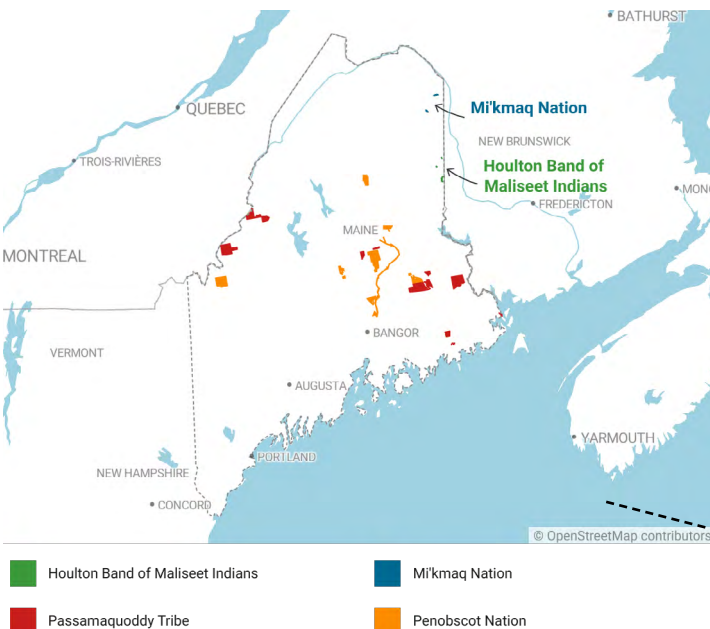 BATHURST
QUEBEC
Mi'kmaq Nation
NEW BRUNSWICK
TROIS-RIVIÈRES
Houlton Band of
Maliseet Indians
FREDERICTON
MAINE
MONTREAL
BANGOR
VERMONT
AUGUSTA
YARMOUTH
PORTLAND
NEW HAMPSHIRE
CONCORD
© OpenStreetMap contributors
Houlton Band of Maliseet Indians
Mi'kmaq Nation
Passamaquoddy Tribe
Penobscot Nation